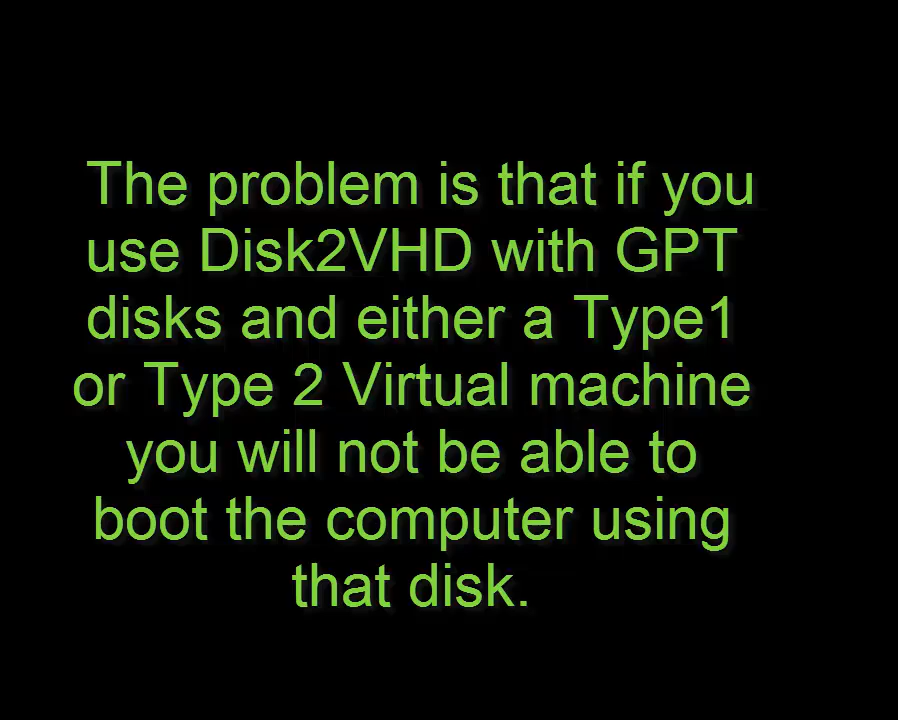 The problem is that if you
use Disk2VHD with GPT
disks and either a Type1
or Type 2 Virtual machine
you will not be able to
boot the computer using
that disk.